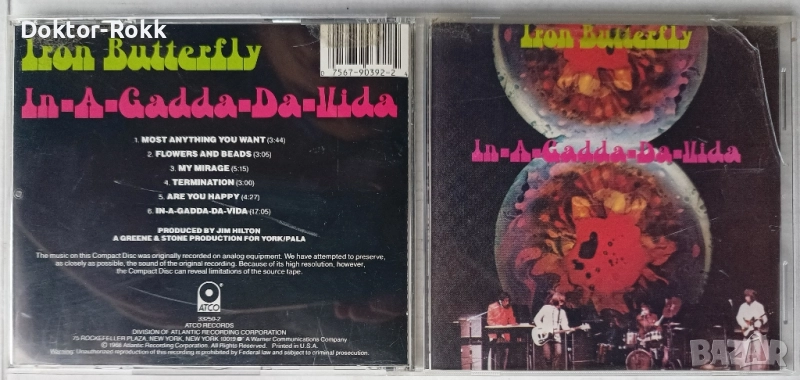 Doktor-Rokk
Iron Butterfly
0 7567-90392-2 4
In-A-Gadda-Da-Vida
1. MOST ANYTHING YOU WANT (3:44)
2. FLOWERS AND BEADS (3:05)
3. MY MIRAGE (5:15)
4. TERMINATION (3:00)
5. ARE YOU HAPPY (4:27)
6. IN-A-GADDA-DA-VIDA (17:05)
PRODUCED BY JIM HILTON
A GREENE & STONE PRODUCTION FOR YORK/PALA
The music on this Compact Disc was originally recorded on analog equipment. We have attempted to preserve,
as closely as possible, the sound of the original recording. Because of its high resolution, however,
the Compact Disc can reveal limitations of the source tape.
ATCO
33250-2
ATCO RECORDS
DIVISION OF ATLANTIC RECORDING CORPORATION
75 ROCKEFELLER PLAZA, NEW YORK, NEW YORK 10019 A Warner Communications Company
1968 Atlantic Recording Corporation. All Rights Reserved. Printed in U.S.A.
Warning: Unauthorized reproduction of this recording is prohibited by Federal law and subject to criminal prosecution.
Iron Butterfly
In-A-Gadda-Da-Vida
BAZAR